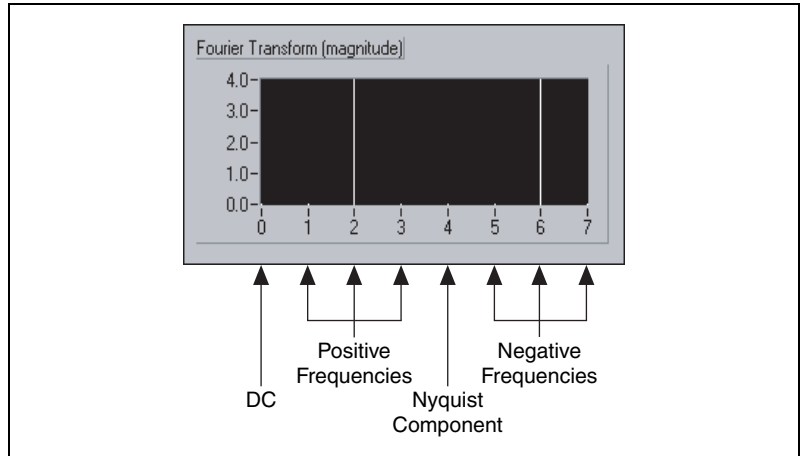 Fourier Transform (magnitude)
4.0
3.0
2.0
1.0
0.0
0 1 2 3 4 5 6 7
Positive
Frequencies
Negative
Frequencies
DC
Nyquist
Component